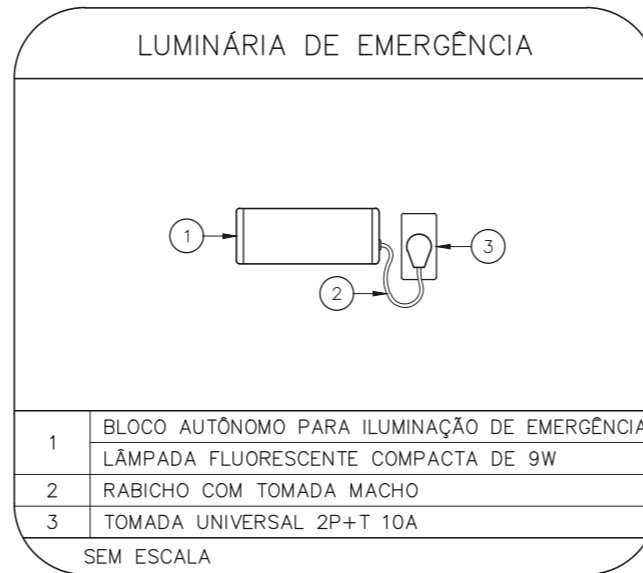 LUMINÁRIA DE EMERGÊNCIA
1
3
2
1
BLOCO AUTÔNOMO PARA ILUMINAÇÃO DE EMERGÊNCIA
LÂMPADA FLUORESCENTE COMPACTA DE 9W
2 RABICHO COM TOMADA MACHO
3 TOMADA UNIVERSAL 2P+T 10A
SEM ESCALA